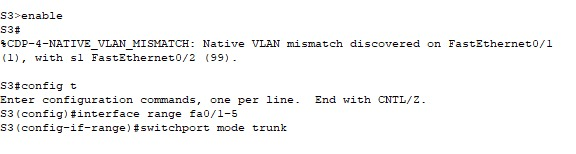 S3>enable
S3#
%CDP-4-NATIVE_VLAN_MISMATCH: Native VLAN mismatch discovered on FastEthernet0/1
(1), with s1 FastEthernet0/2 (99).
S3#config t
Enter configuration commands, one per line.  End with CNTL/Z.
S3(config)#interface range fa0/1-5
S3(config-if-range)#switchport mode trunk